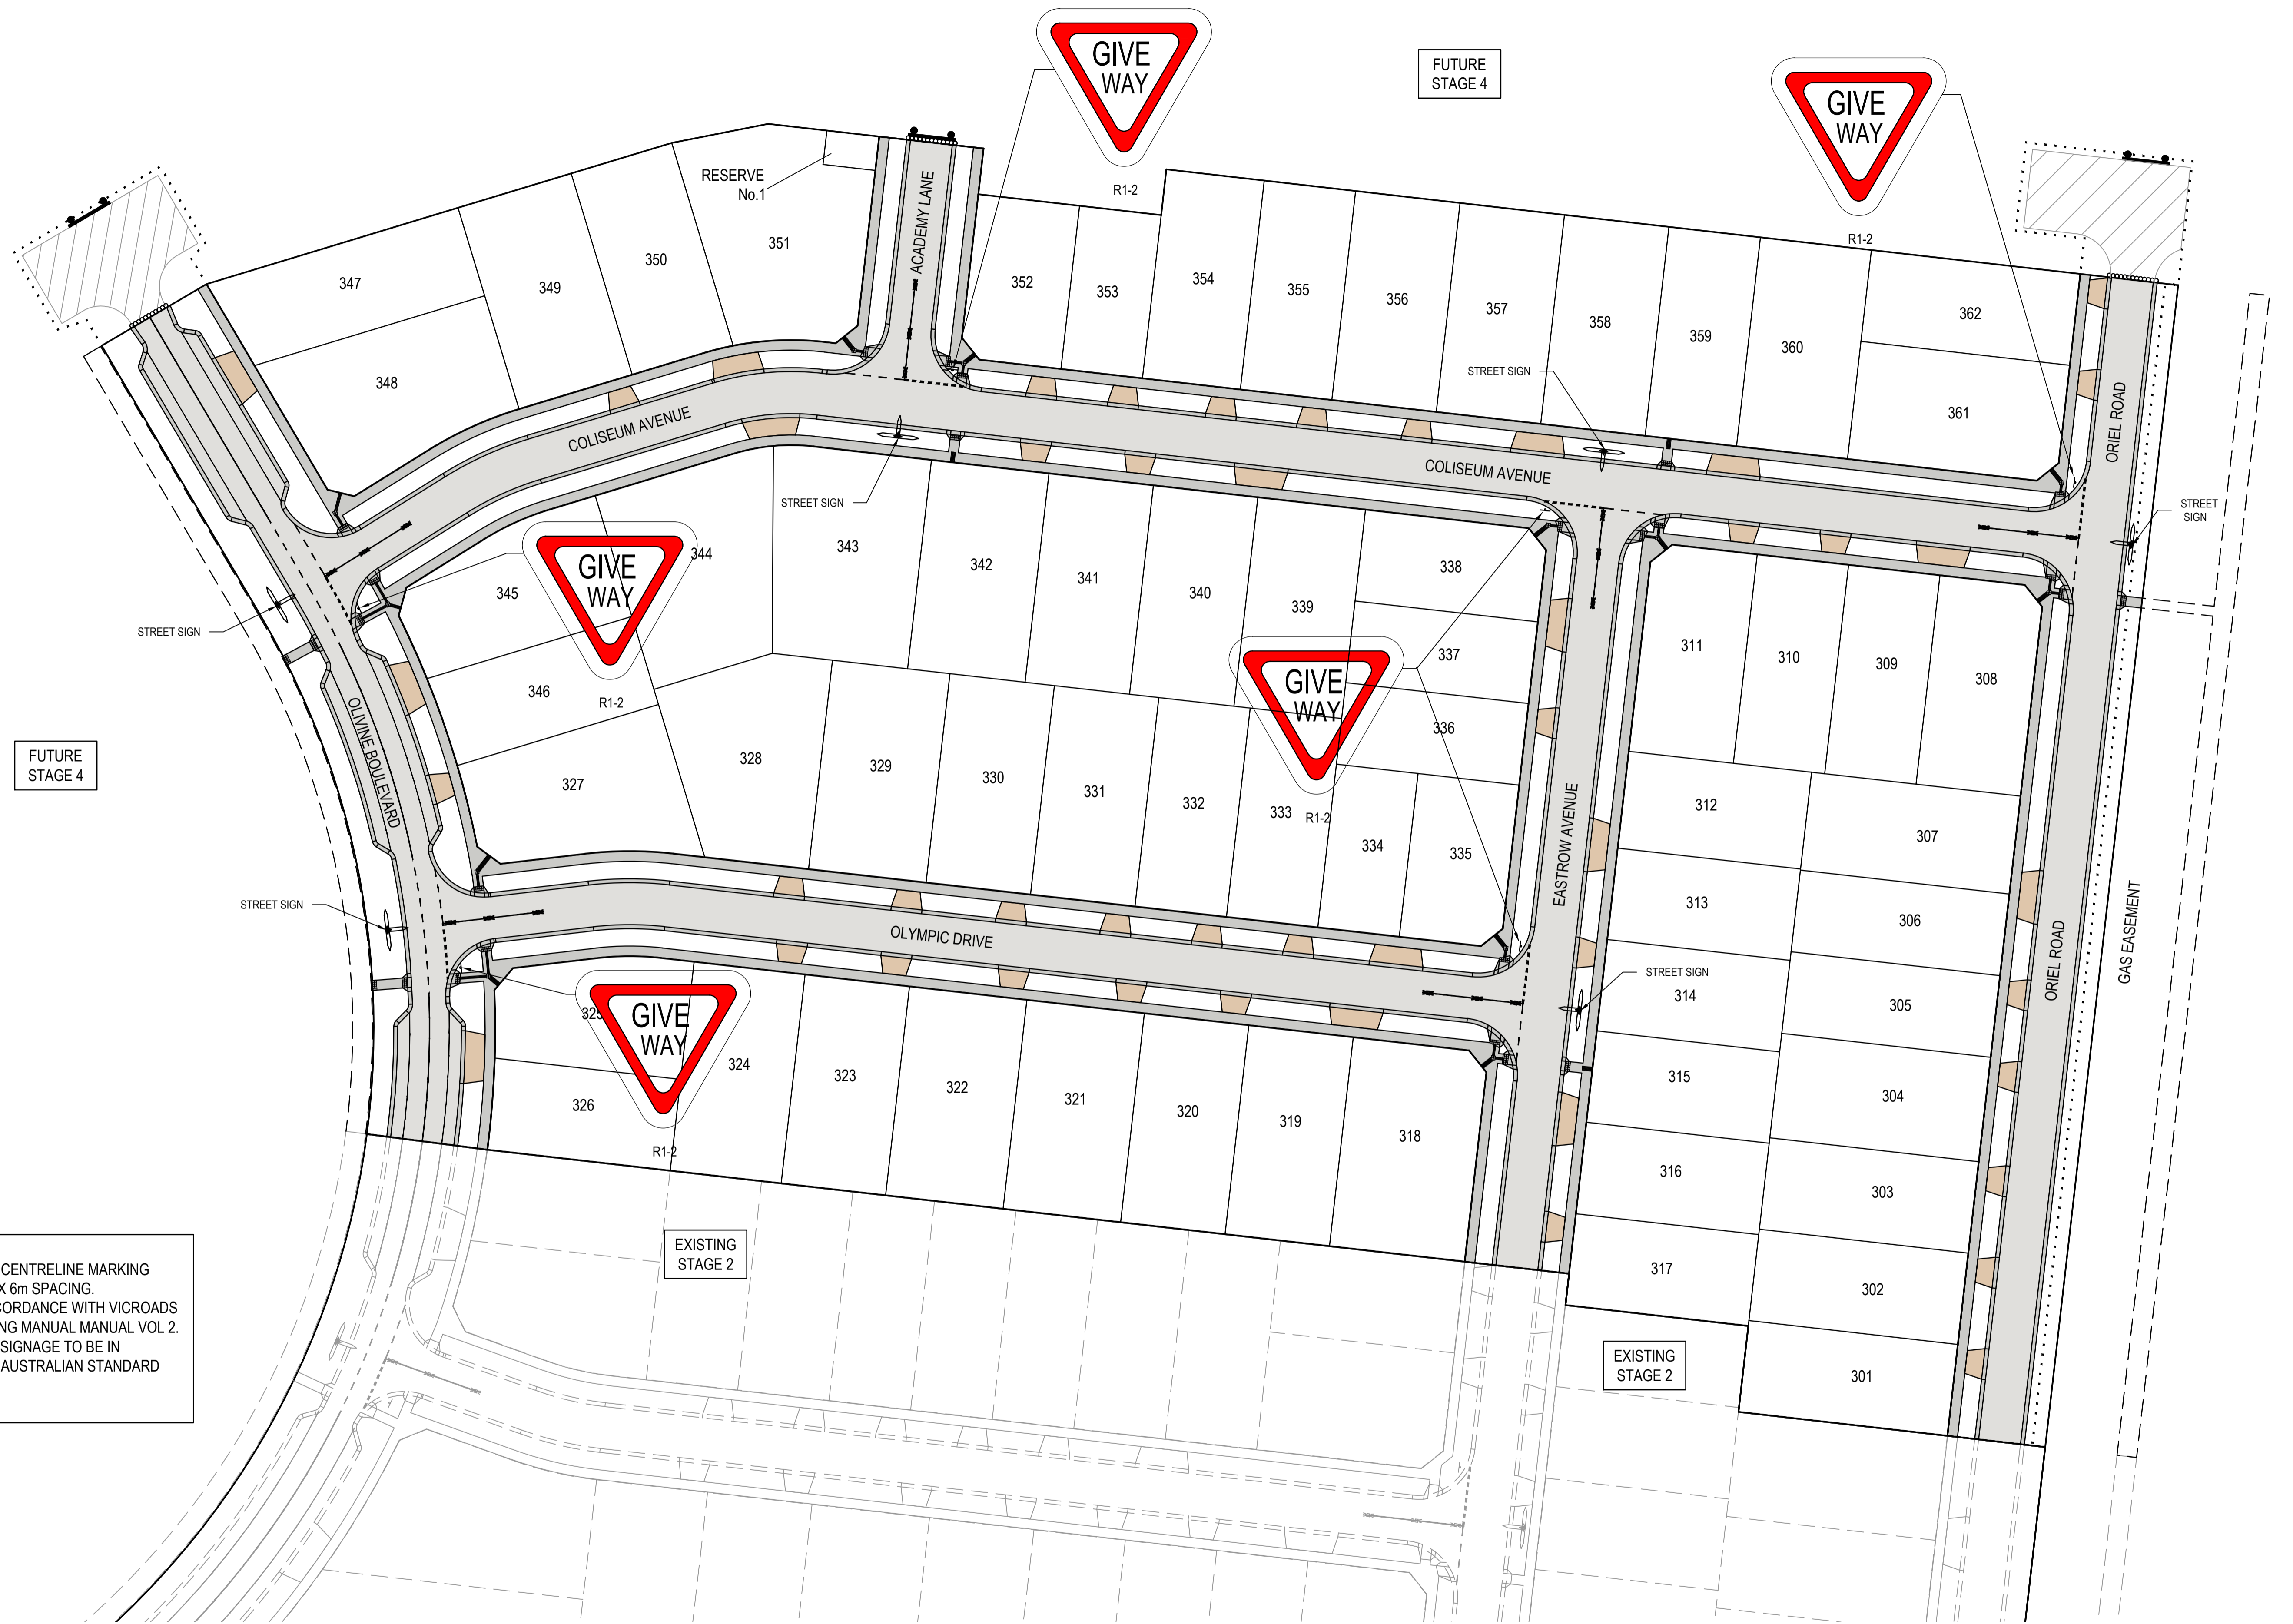 GIVE
WAY
R1-2
FUTURE
STAGE 4
GIVE
WAY
R1-2
RESERVE
No.1
ACADEMY LANE
347
348
349
350
351
352
353
354
355
356
357
358
359
360
362
361
STREET SIGN
COLISEUM AVENUE
COLISEUM AVENUE
ORIEL ROAD
STREET SIGN
STREET
SIGN
STREET SIGN
GIVE
WAY
R1-2
345
344
343
342
341
340
339
338
337
336
346
327
328
329
330
331
332
333
334
335
GIVE
WAY
R1-2
311
310
309
308
312
307
313
306
314
305
315
304
316
303
317
302
301
FUTURE
STAGE 4
OLIVINE BOULEVARD
EASTROW AVENUE
STREET SIGN
OLYMPIC DRIVE
STREET SIGN
ORIEL ROAD
GAS EASEMENT
325
GIVE
WAY
R1-2
326
324
323
322
321
320
319
318
EXISTING
STAGE 2
EXISTING
STAGE 2
CENTRELINE MARKING
X 6m SPACING.
CORDANCE WITH VICROADS
NG MANUAL MANUAL VOL 2.
SIGNAGE TO BE IN
AUSTRALIAN STANDARD